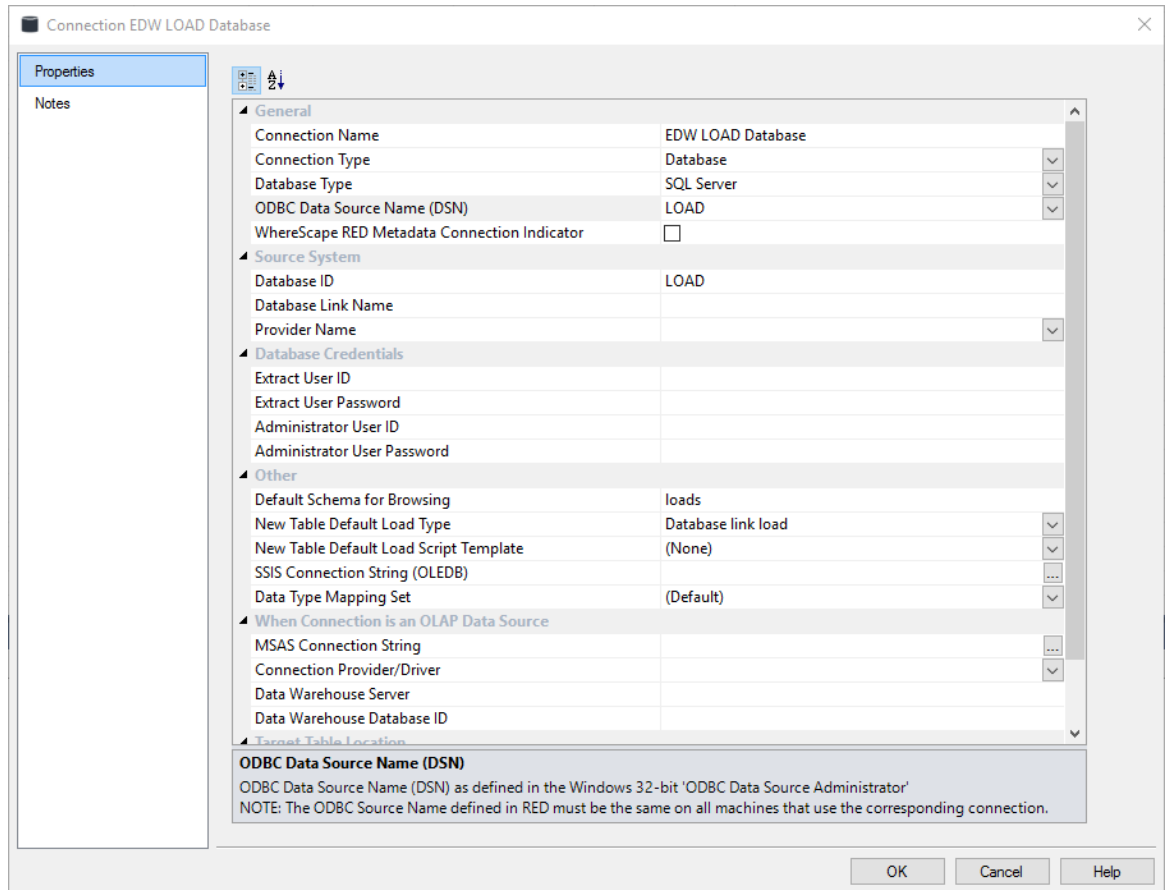 Connection EDW LOAD Database
Properties
Notes
General
Connection Name EDW LOAD Database
Connection Type Database
Database Type SQL Server
ODBC Data Source Name (DSN) LOAD
WhereScape RED Metadata Connection Indicator
Source System
Database ID LOAD
Database Link Name
Provider Name
Database Credentials
Extract User ID
Extract User Password
Administrator User ID
Administrator User Password
Other
Default Schema for Browsing loads
New Table Default Load Type Database link load
New Table Default Load Script Template (None)
SSIS Connection String (OLEDB) ...
Data Type Mapping Set (Default)
When Connection is an OLAP Data Source
MSAS Connection String ...
Connection Provider/Driver
Data Warehouse Server
Data Warehouse Database ID
Target Table Location
ODBC Data Source Name (DSN)
ODBC Data Source Name (DSN) as defined in the Windows 32-bit 'ODBC Data Source Administrator'
NOTE: The ODBC Source Name defined in RED must be the same on all machines that use the corresponding connection.
OK Cancel Help